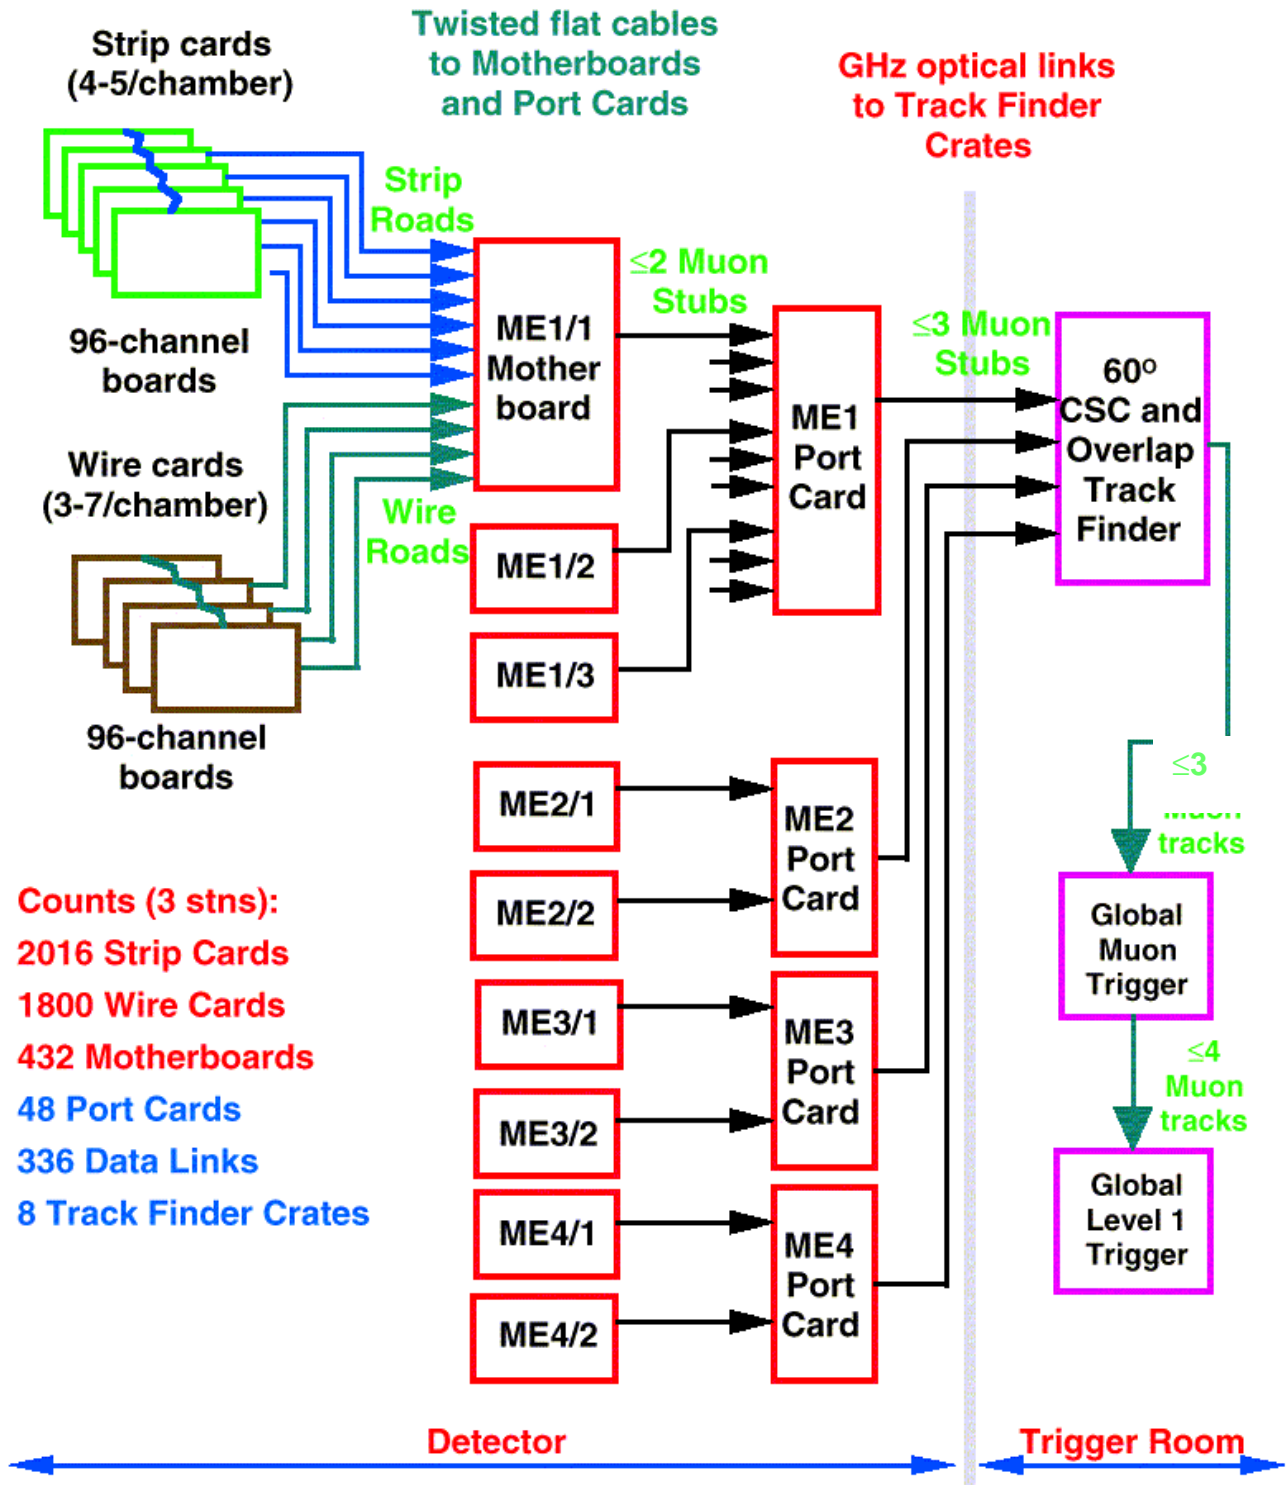 Strip cards
(4-5/chamber)
Twisted flat cables
to Motherboards
and Port Cards
GHz optical links
to Track Finder
Crates
Strip
Roads
96-channel
boards
Wire cards
(3-7/chamber)
Wire
Roads
96-channel
boards
ME1/1
Mother
board
≤2 Muon
Stubs
ME1
Port
Card
≤3 Muon
Stubs
60º
CSC and
Overlap
Track
Finder
ME1/2
ME1/3
ME2/1
ME2/2
ME2
Port
Card
ME3/1
ME3/2
ME3
Port
Card
ME4/1
ME4/2
ME4
Port
Card
≤3
Muon
tracks
Global
Muon
Trigger
≤4
Muon
tracks
Global
Level 1
Trigger
Counts (3 stns):
2016 Strip Cards
1800 Wire Cards
432 Motherboards
48 Port Cards
336 Data Links
8 Track Finder Crates
Detector
Trigger Room